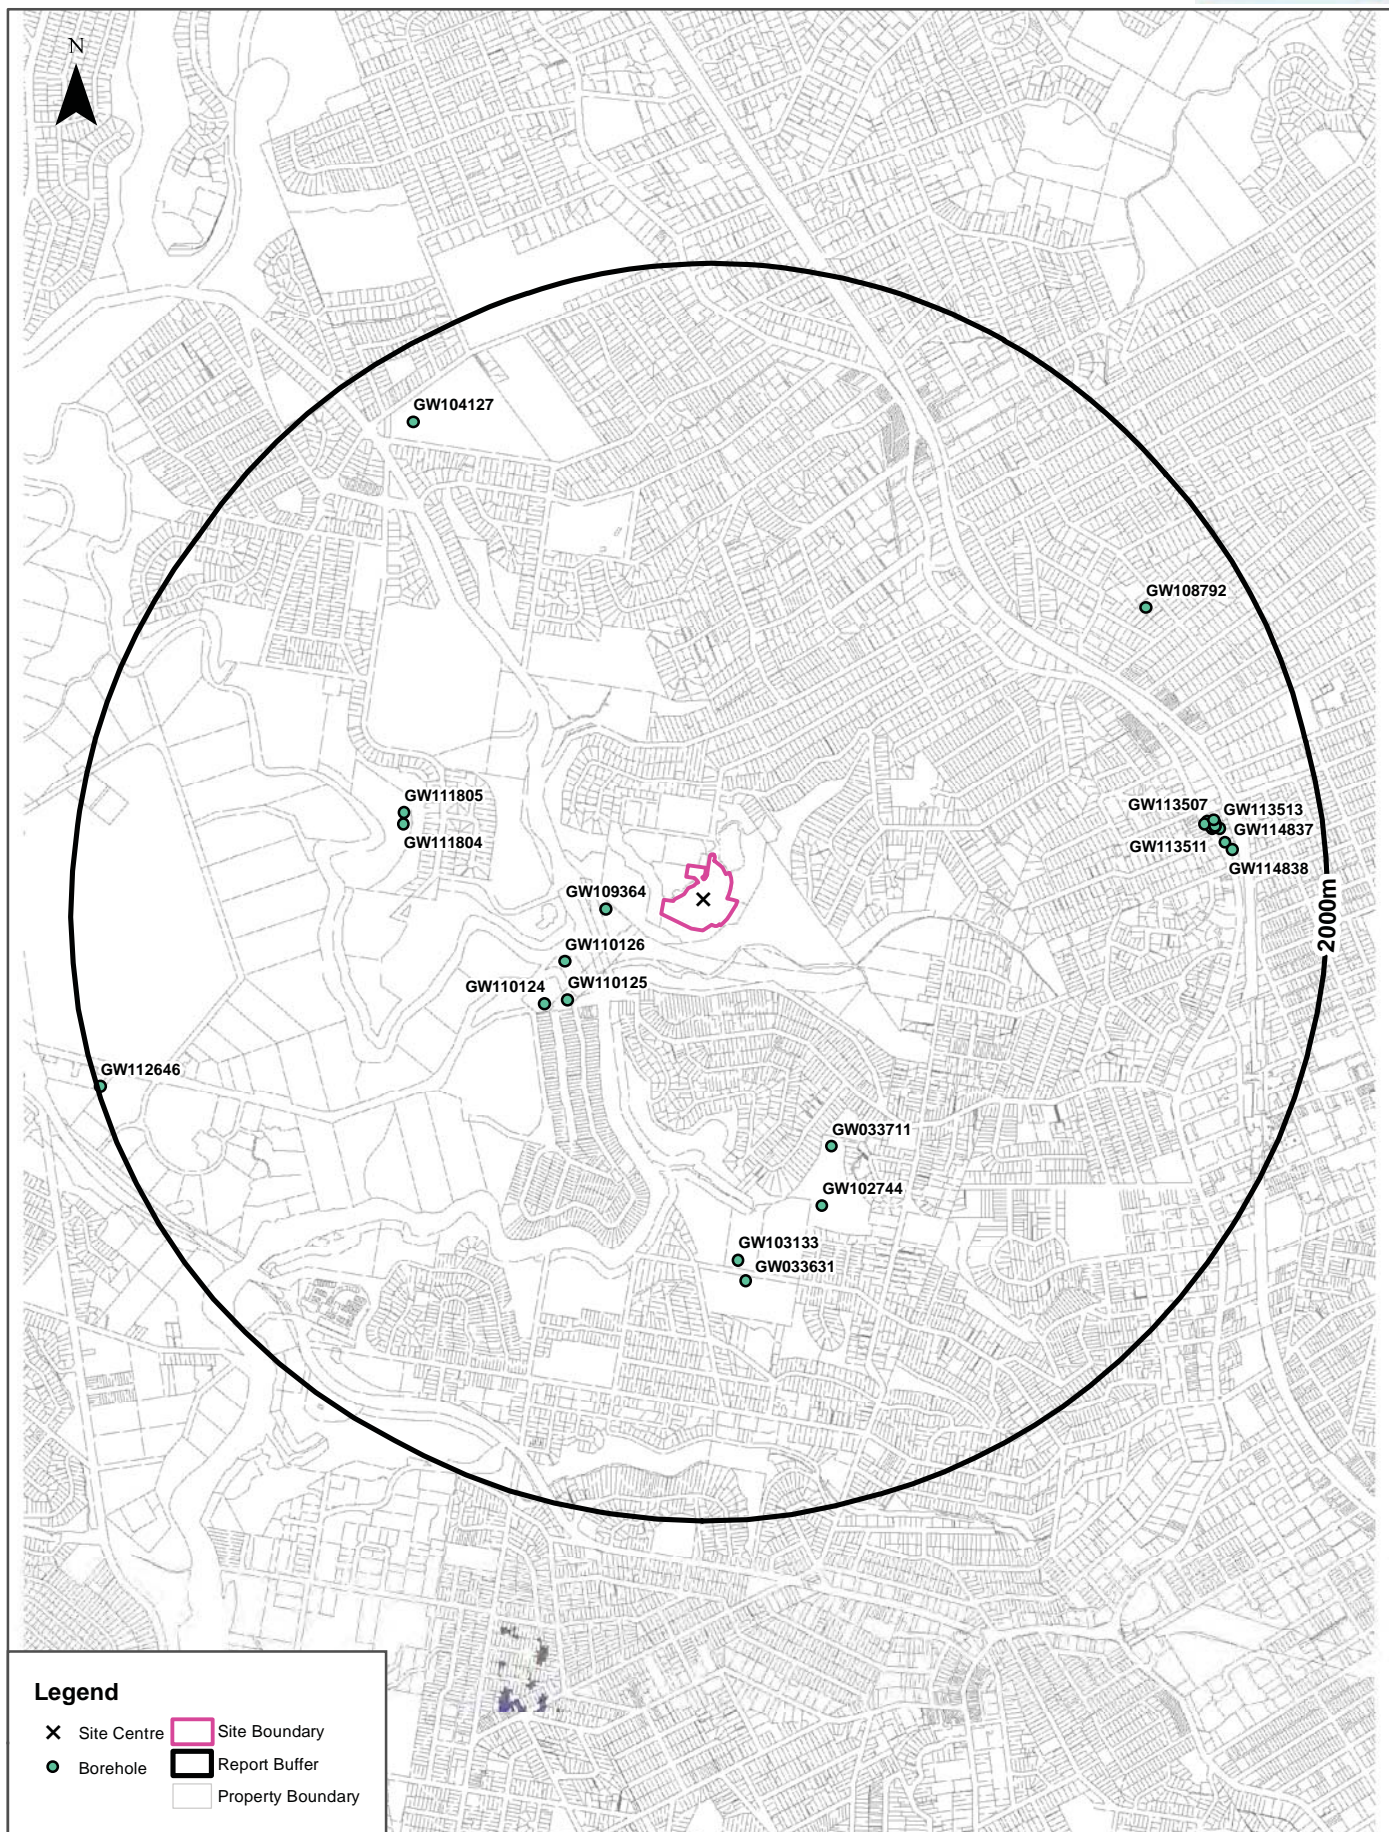 N
GW104127
GW108792
GW111805
GW111804
GW113507
GW113513
GW114837
GW113511
GW114838
2000m
GW109364
GW110126
GW110124
GW110125
GW112646
GW033711
GW102744
GW103133
GW033631
Legend
Site Centre
Site Boundary
Borehole
Report Buffer
Property Boundary